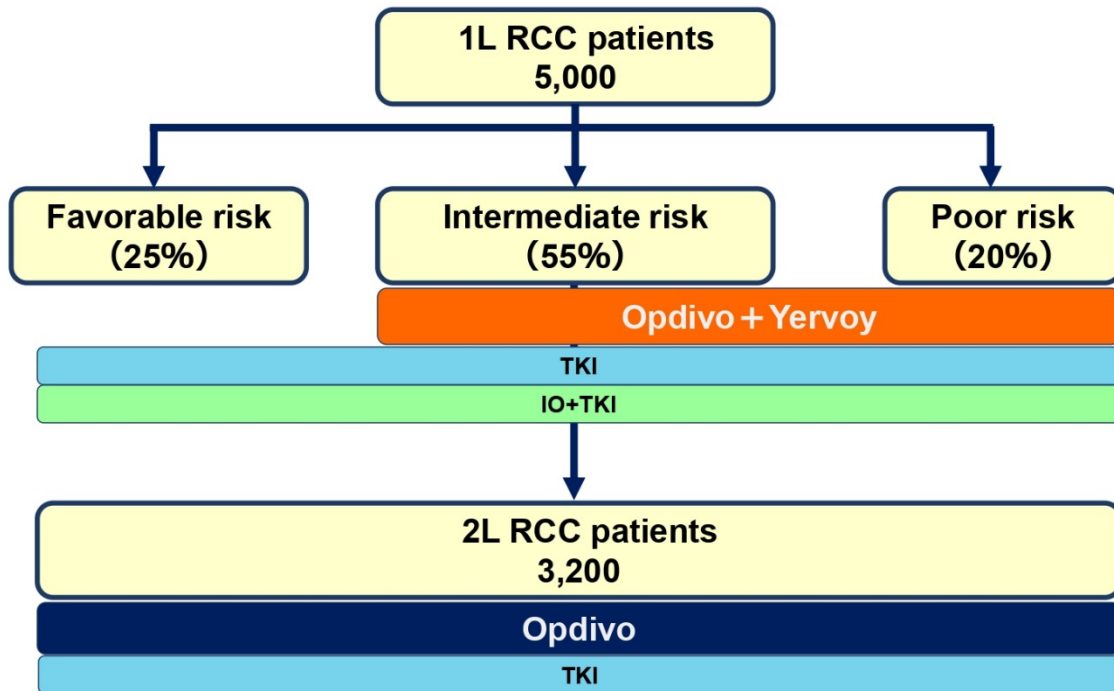 1L RCC patients
5,000
Favorable risk
(25%)
Intermediate risk
(55%)
Poor risk
(20%)
Opdivo＋Yervoy
TKI
IO+TKI
2L RCC patients
3,200
Opdivo
TKI